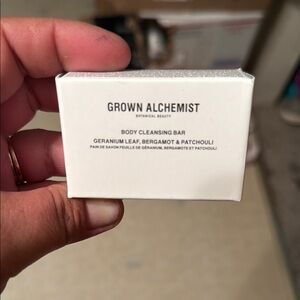 GROWN ALCHEMIST
BOTANICAL BEAUTY
BODY CLEANSING BAR
GERANIUM LEAF, BERGAMOT & PATCHOULI
PAIN DE SAVON FEUILLE DE GÉRANIUM, BERGAMOTE ET PATCHOULI